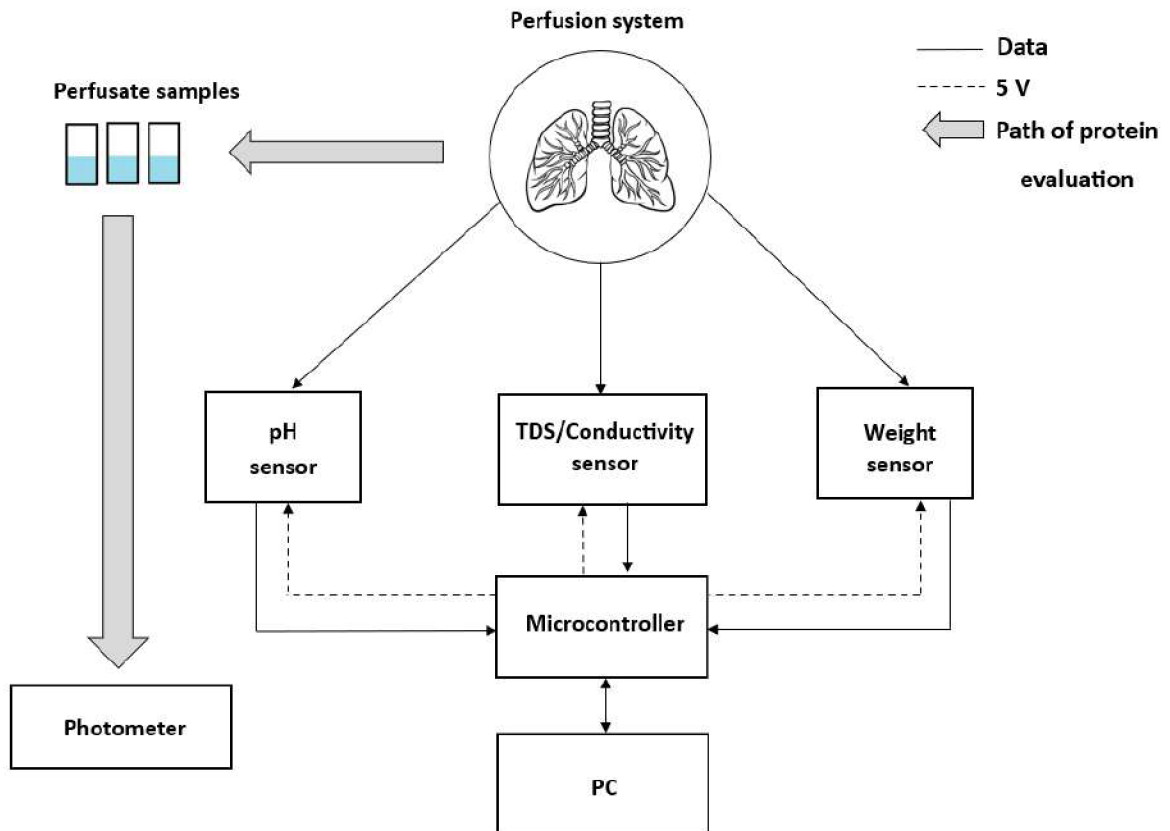 Perfusion system
Data
5 V
Path of protein
evaluation
Perfusate samples
pH
sensor
TDS/Conductivity
sensor
Weight
sensor
Microcontroller
Photometer
PC